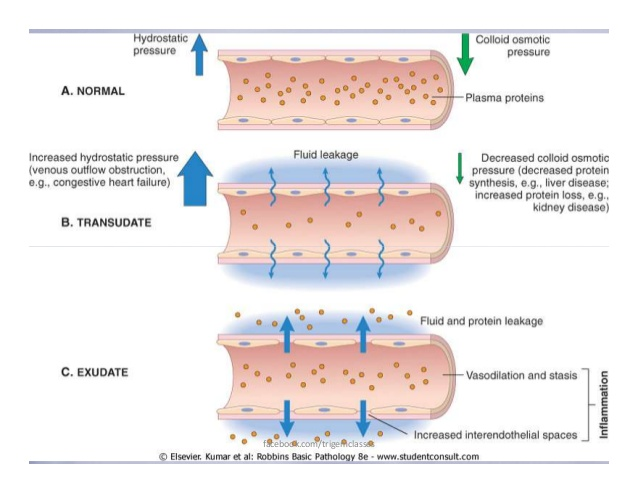 Hydrostatic
pressure
Colloid osmotic
pressure
A. NORMAL
Plasma proteins
Increased hydrostatic pressure
(venous outflow obstruction,
e.g., congestive heart failure)
Fluid leakage
Decreased colloid osmotic
pressure (decreased protein
synthesis, e.g., liver disease;
increased protein loss, e.g.,
kidney disease)
B. TRANSUDATE
Fluid and protein leakage
C. EXUDATE
Vasodilation and stasis
Inflammation
Increased interendothelial spaces
facebook.com/trigemclasses
© Elsevier. Kumar et al: Robbins Basic Pathology 8e - www.studentconsult.com